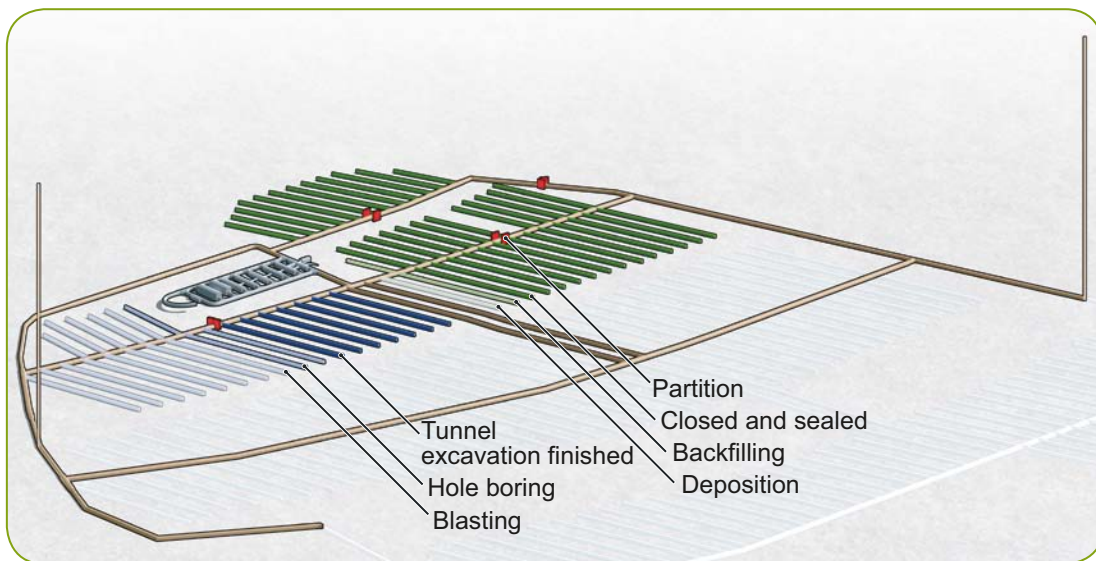 Partition
Closed and sealed
Backfilling
Deposition
Tunnel
excavation finished
Hole boring
Blasting